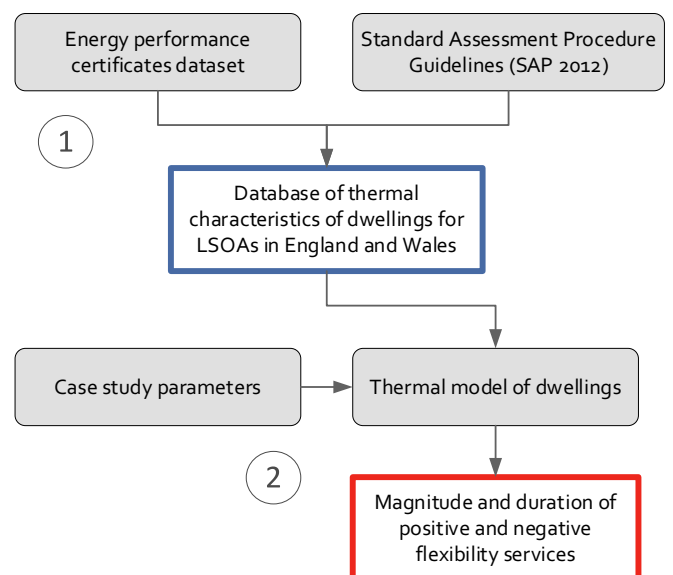 Energy performance
certificates dataset
Standard Assessment Procedure
Guidelines (SAP 2012)
1
Database of thermal
characteristics of dwellings for
LSOAs in England and Wales
Case study parameters
Thermal model of dwellings
2
Magnitude and duration of
positive and negative
flexibility services